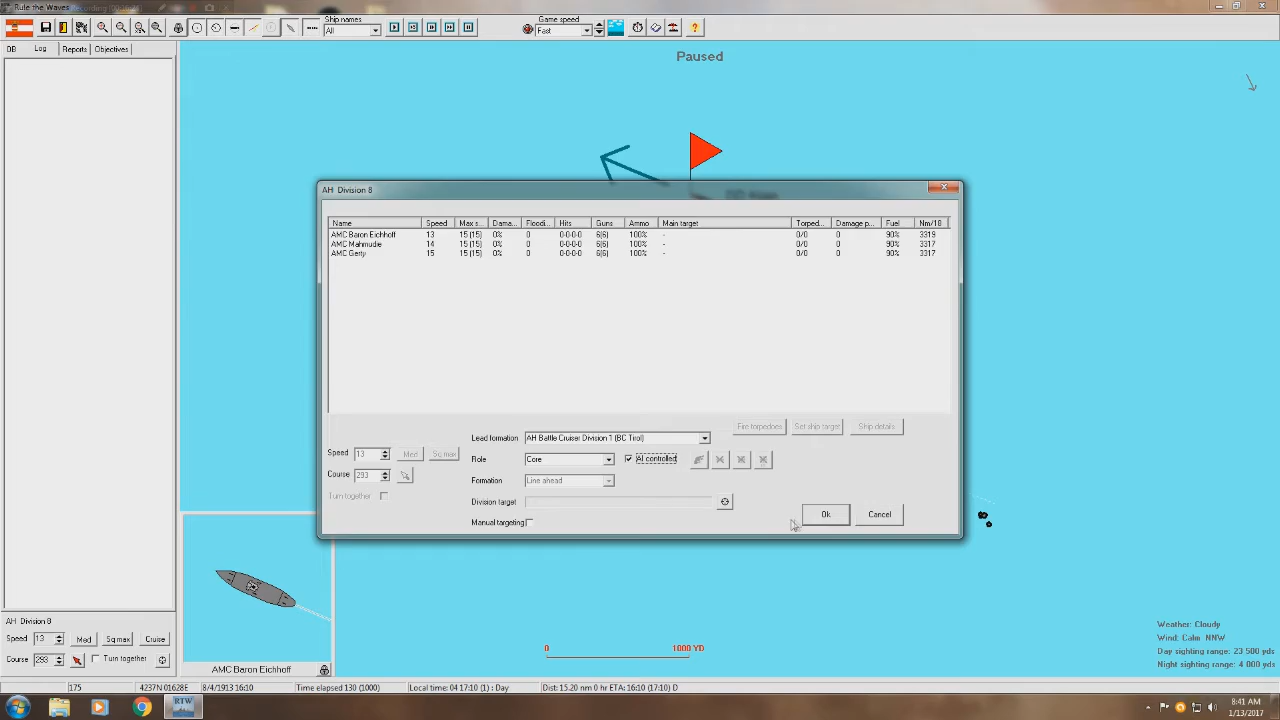 Rule the Waves
Ship names
All
Game speed
Fast
DB Log Reports Objectives
Paused
AH Division 8
Name Speed Max s... Dama... Floodi... Hits Guns Ammo Main target Torped... Damage p... Fuel Nm/18
AMC Baron Eichhoff 13 15 (15) 0% 0 0-0-0-0 6(6) 100% - 0/0 0 90% 3319
AMC Mahmudie 14 15 (15) 0% 0 0-0-0-0 6(6) 100% - 0/0 0 90% 3317
AMC Gerty 15 15 (15) 0% 0 0-0-0-0 6(6) 100% - 0/0 0 90% 3317
Fire torpedoes Set ship target Ship details
Lead formation AH Battle Cruiser Division 1 (BC Tirol)
Speed 13 Med Sq max
Role Core AI controlled
Course 293
Formation Line ahead
Turn together
Division target
Manual targeting
Ok Cancel
AH Division 8
Speed 13 Med Sq max Cruise
Course 293 Turn together
AMC Baron Eichhoff
0 1000 YD
Weather: Cloudy
Wind: Calm NNW
Day sighting range: 23 500 yds
Night sighting range: 4 000 yds
175 4237N 01628E 8/4/1913 16:10 Time elapsed 130 (1000) Local time: 04 17:10 (1) : Day Dist: 15.20 nm 0 hr ETA: 16:10 (17:10) D
RTW
8:41 AM
1/13/2017